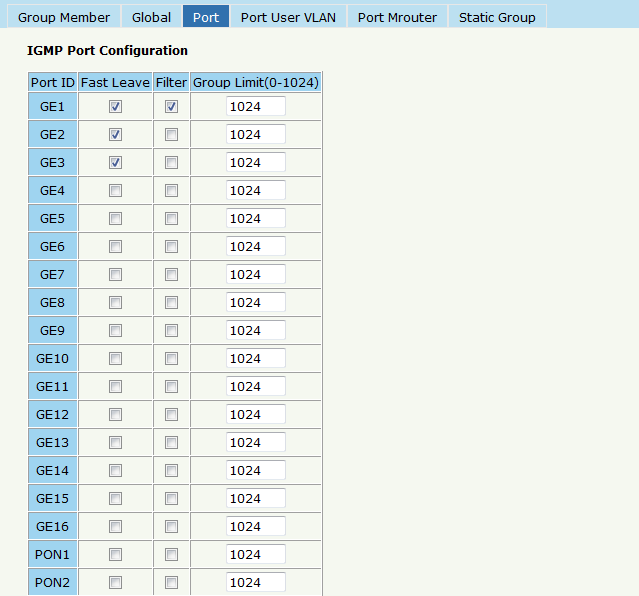 Group Member Global Port Port User VLAN Port Mrouter Static Group
IGMP Port Configuration
Port ID Fast Leave Filter Group Limit(0-1024)
GE1 1024
GE2 1024
GE3 1024
GE4 1024
GE5 1024
GE6 1024
GE7 1024
GE8 1024
GE9 1024
GE10 1024
GE11 1024
GE12 1024
GE13 1024
GE14 1024
GE15 1024
GE16 1024
PON1 1024
PON2 1024